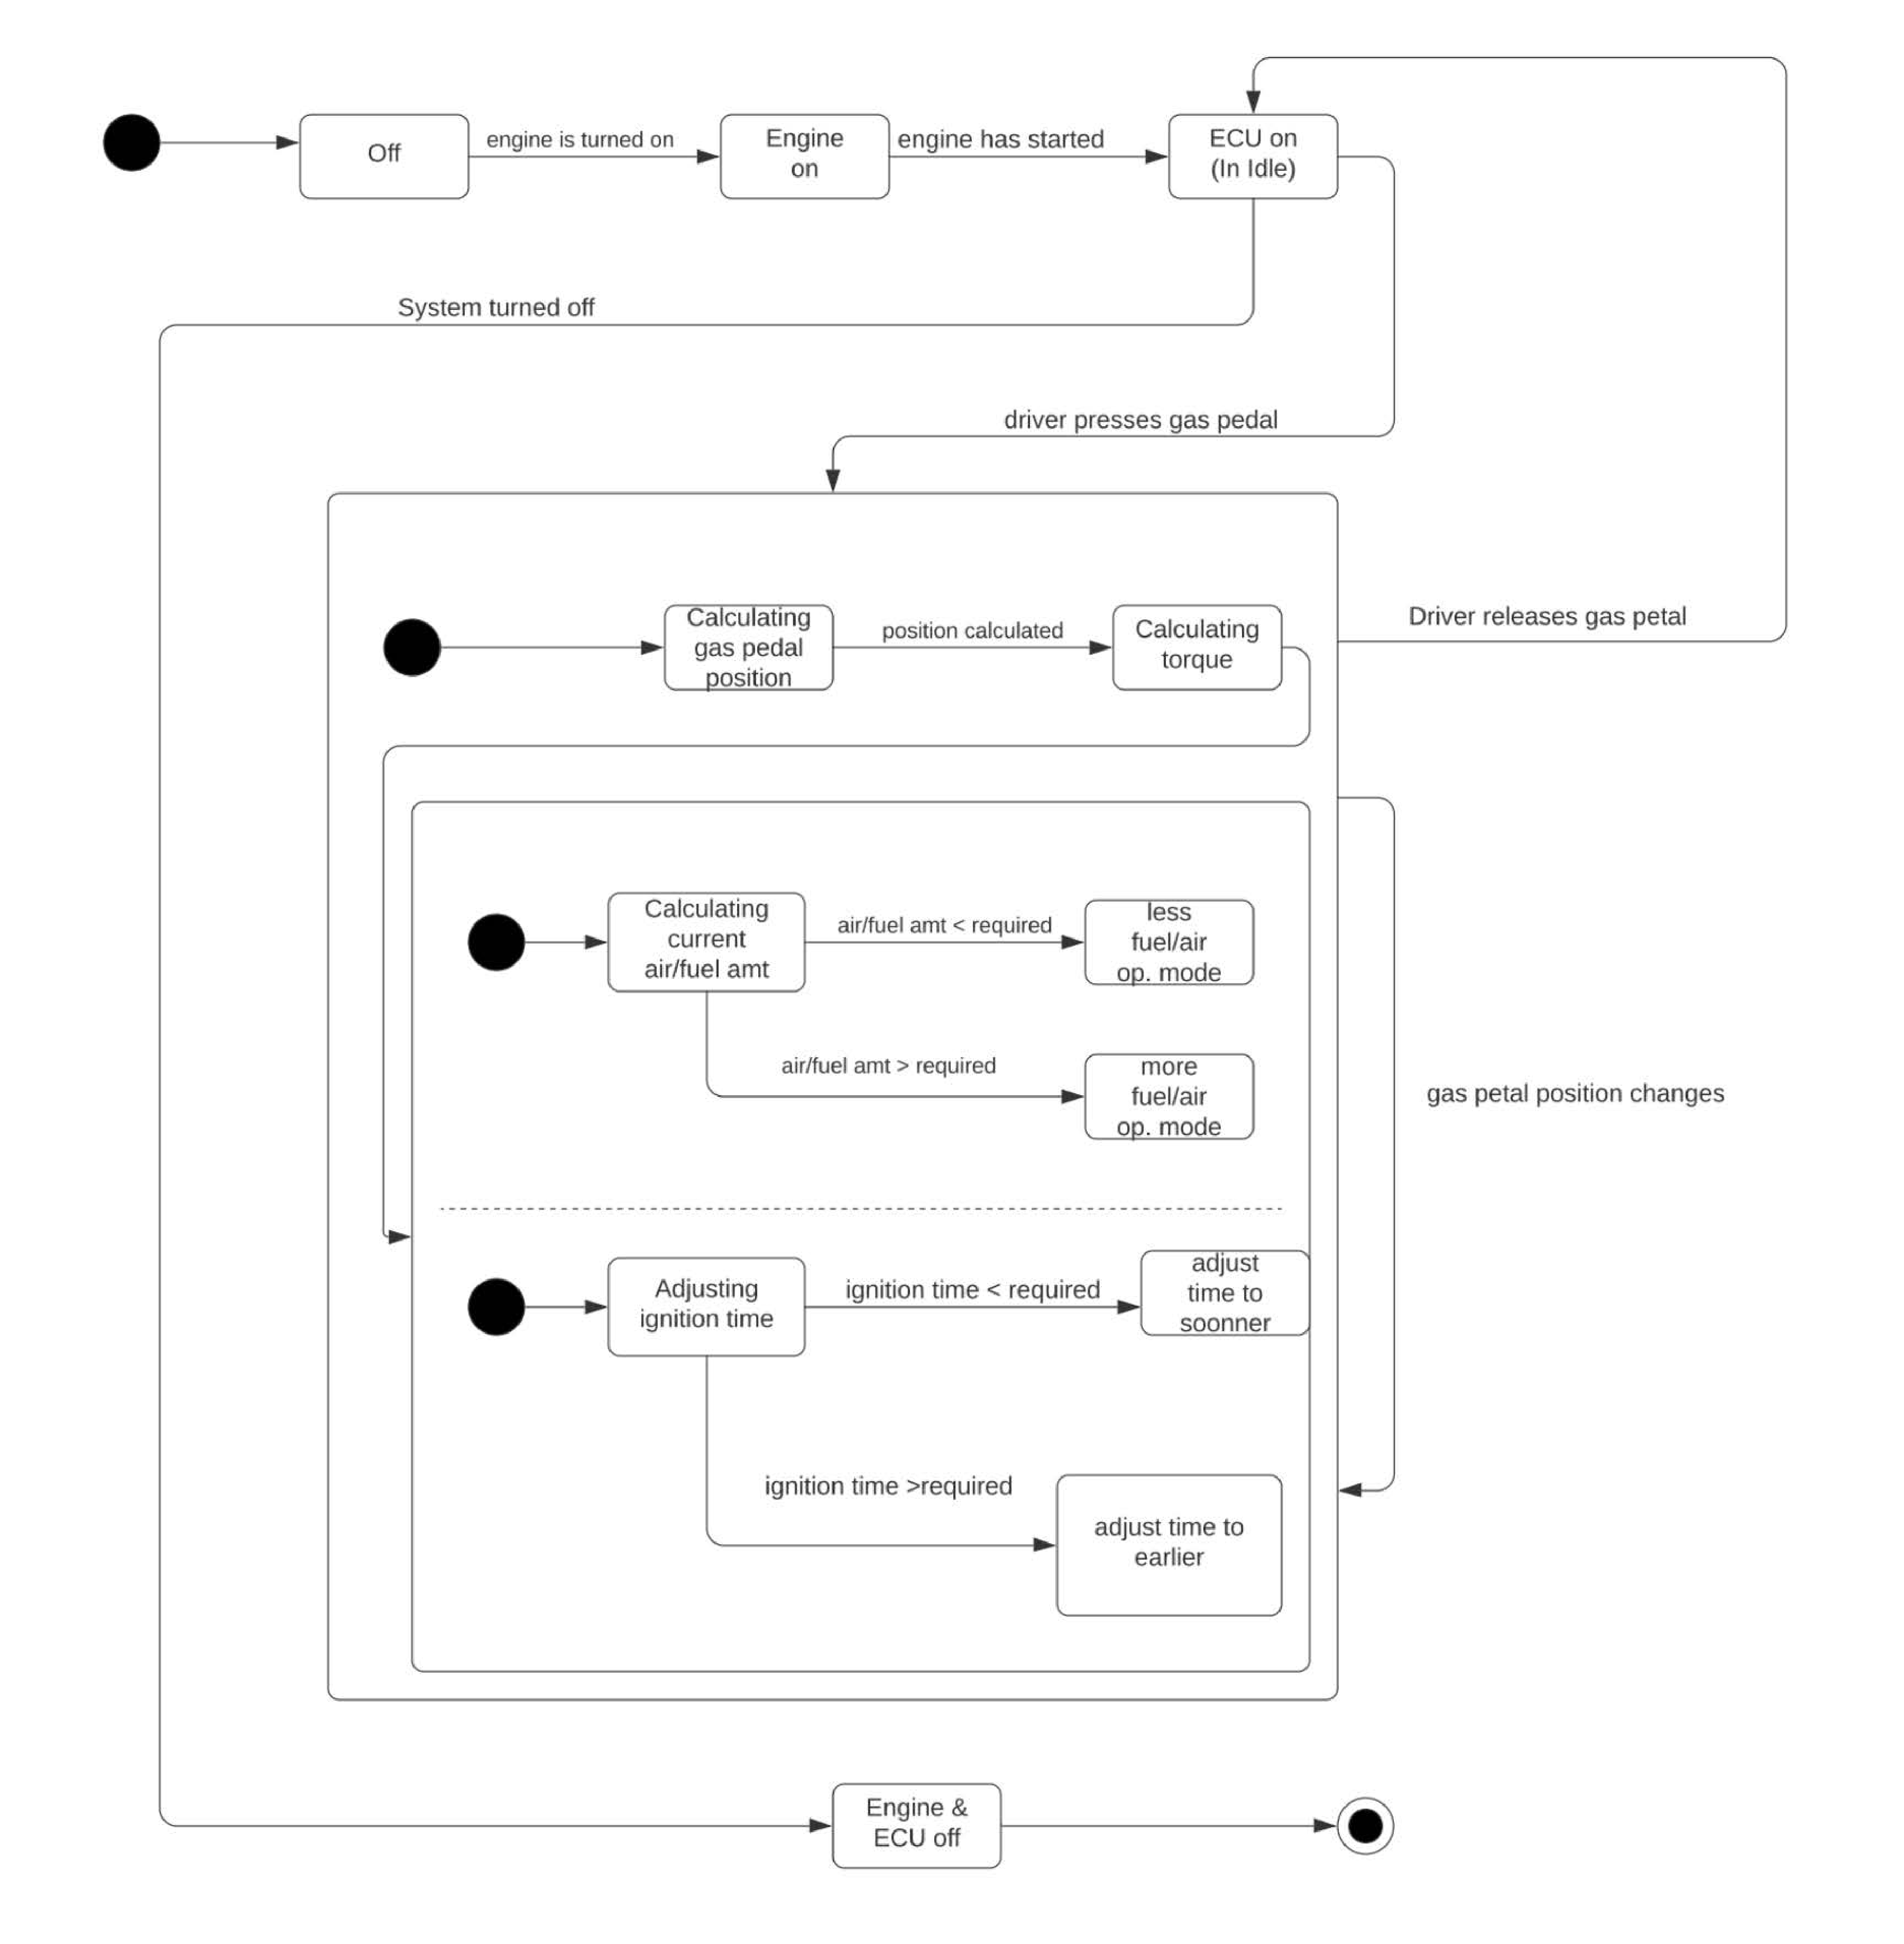 Off
engine is turned on
Engine
on
engine has started
ECU on
(In Idle)
System turned off
driver presses gas pedal
Driver releases gas petal
Calculating
gas pedal
position
position calculated
Calculating
torque
Calculating
current
air/fuel amt
air/fuel amt < required
less
fuel/air
op. mode
air/fuel amt > required
more
fuel/air
op. mode
gas petal position changes
Adjusting
ignition time
ignition time < required
adjust
time to
soonner
ignition time >required
adjust time to
earlier
Engine &
ECU off